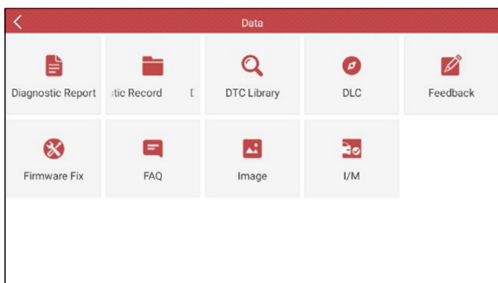 Data
Diagnostic Report
tic Record
DTC Library
DLC
Feedback
Firmware Fix
FAQ
Image
I/M